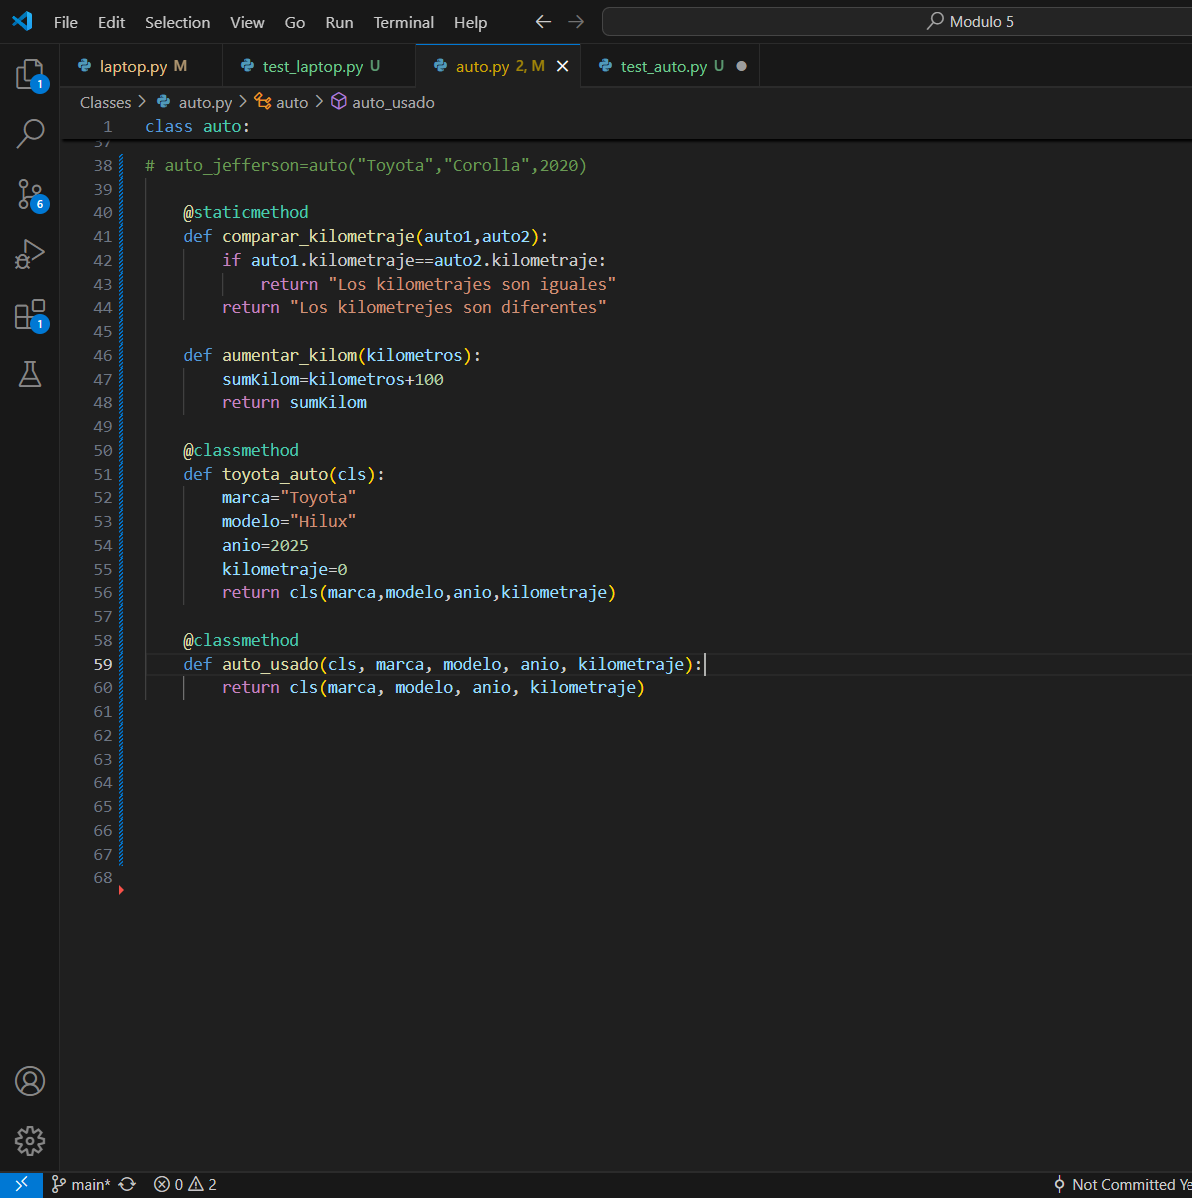 File Edit Selection View Go Run Terminal Help Modulo 5
laptop.py M test_laptop.py U auto.py 2, M test_auto.py U
Classes auto.py auto auto_usado
1 class auto:
37
38 # auto_jefferson=auto("Toyota","Corolla",2020)
39
40 @staticmethod
41 def comparar_kilometraje(auto1,auto2):
42 if auto1.kilometraje==auto2.kilometraje:
43 return "Los kilometrajes son iguales"
44 return "Los kilometrejes son diferentes"
45
46 def aumentar_kilom(kilometros):
47 sumKilom=kilometros+100
48 return sumKilom
49
50 @classmethod
51 def toyota_auto(cls):
52 marca="Toyota"
53 modelo="Hilux"
54 anio=2025
55 kilometraje=0
56 return cls(marca,modelo,anio,kilometraje)
57
58 @classmethod
59 def auto_usado(cls, marca, modelo, anio, kilometraje):
60 return cls(marca, modelo, anio, kilometraje)
61
62
63
64
65
66
67
68
1
6
1
main* 0 2 Not Committed Ye